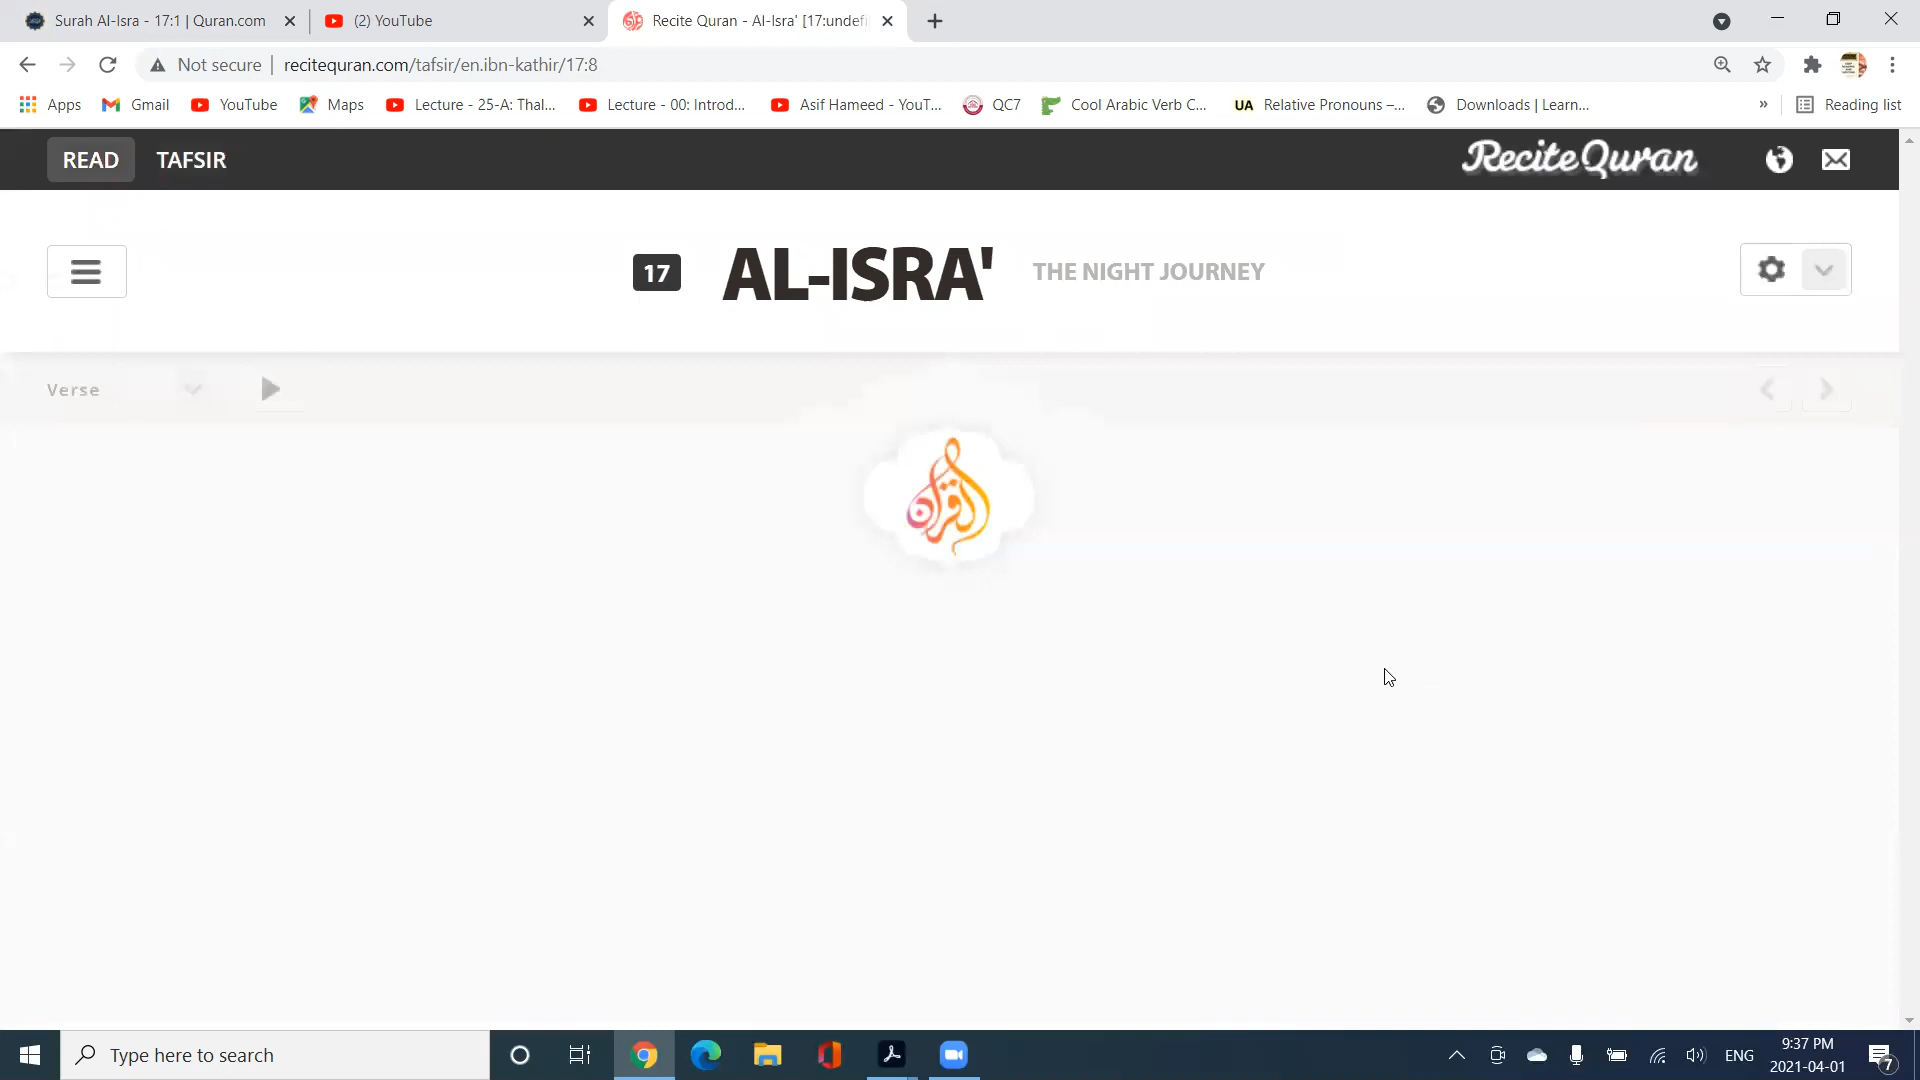 Surah Al-Isra - 17:1 | Quran.com
(2) YouTube
Recite Quran - Al-Isra' [17:undef
Not secure
recitequran.com/tafsir/en.ibn-kathir/17:8
Apps
Gmail
YouTube
Maps
Lecture - 25-A: Thal...
Lecture - 00: Introd...
Asif Hameed - YouT...
QC7
Cool Arabic Verb C...
UA
Relative Pronouns –...
Downloads | Learn...
»
Reading list
READ
TAFSIR
ReciteQuran
17
AL-ISRA'
THE NIGHT JOURNEY
Verse
القرآن
Type here to search
ENG
9:37 PM
2021-04-01
7